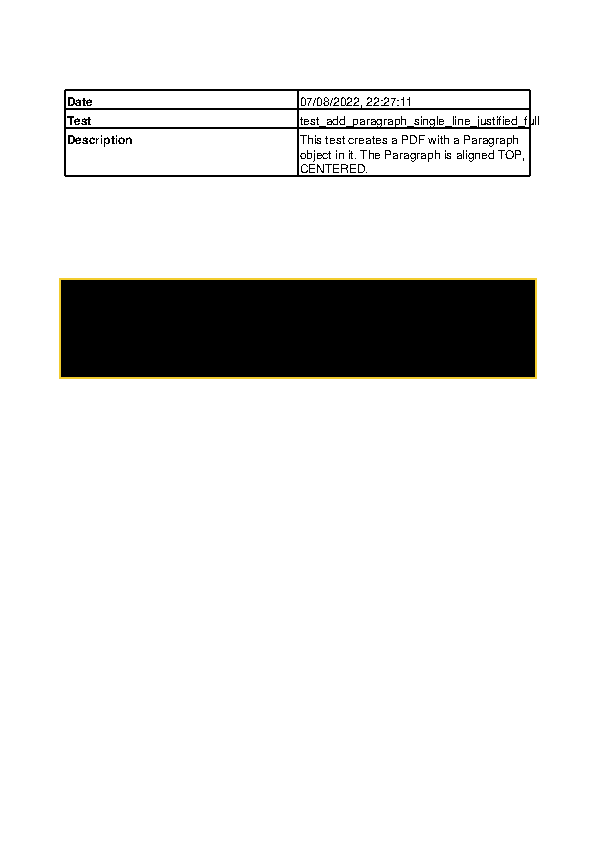 Date 07/08/2022, 22:27:11
Test test_add_paragraph_single_line_justified_full
Description This test creates a PDF with a Paragraph
object in it. The Paragraph is aligned TOP,
CENTERED.